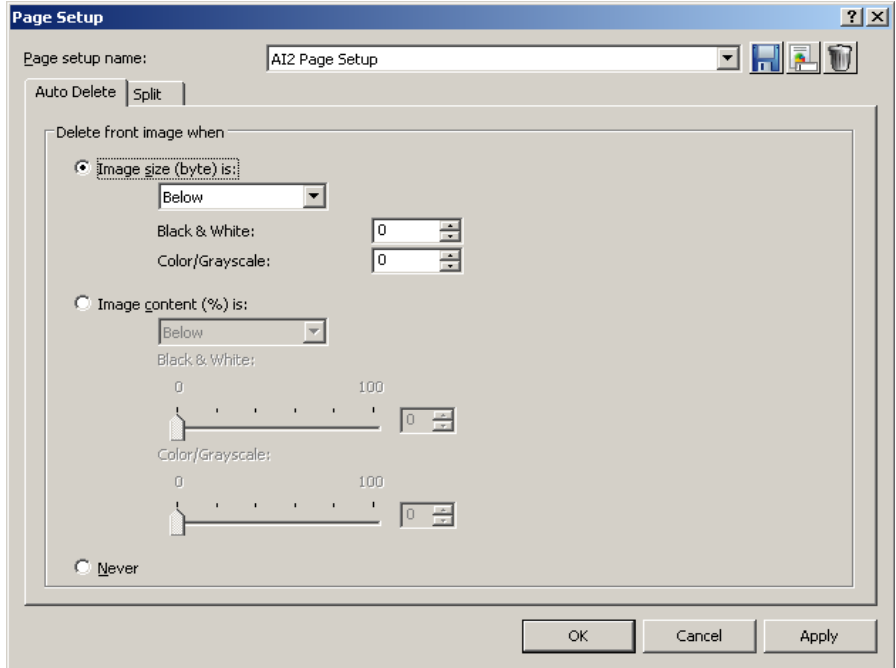 Page Setup
Page setup name: AI2 Page Setup
Auto Delete Split
Delete front image when
Image size (byte) is:
Below
Black & White: 0
Color/Grayscale: 0
Image content (%) is:
Below
Black & White:
0 100
0
Color/Grayscale:
0 100
0
Never
OK Cancel Apply